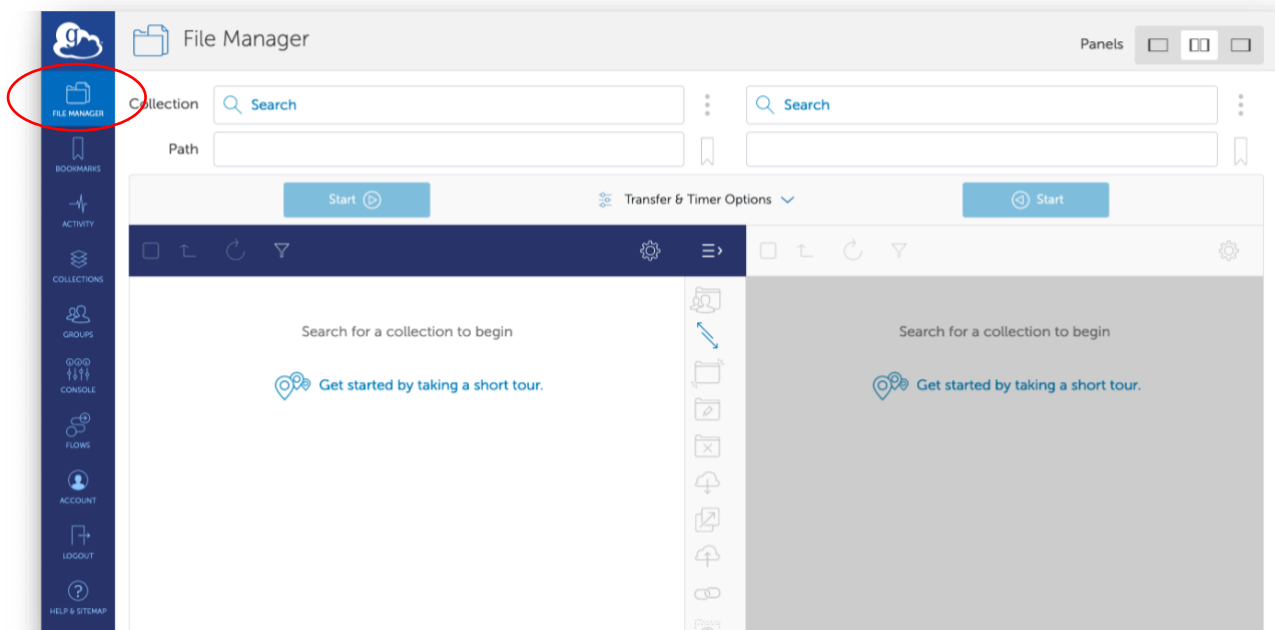 g
File Manager
Panels
FILE MANAGER
Collection
Search
Search
BOOKMARKS
Path
ACTIVITY
Start
Transfer & Timer Options
Start
COLLECTIONS
GROUPS
Search for a collection to begin
Search for a collection to begin
CONSOLE
Get started by taking a short tour.
Get started by taking a short tour.
FLOWS
ACCOUNT
LOGOUT
HELP & SITEMAP